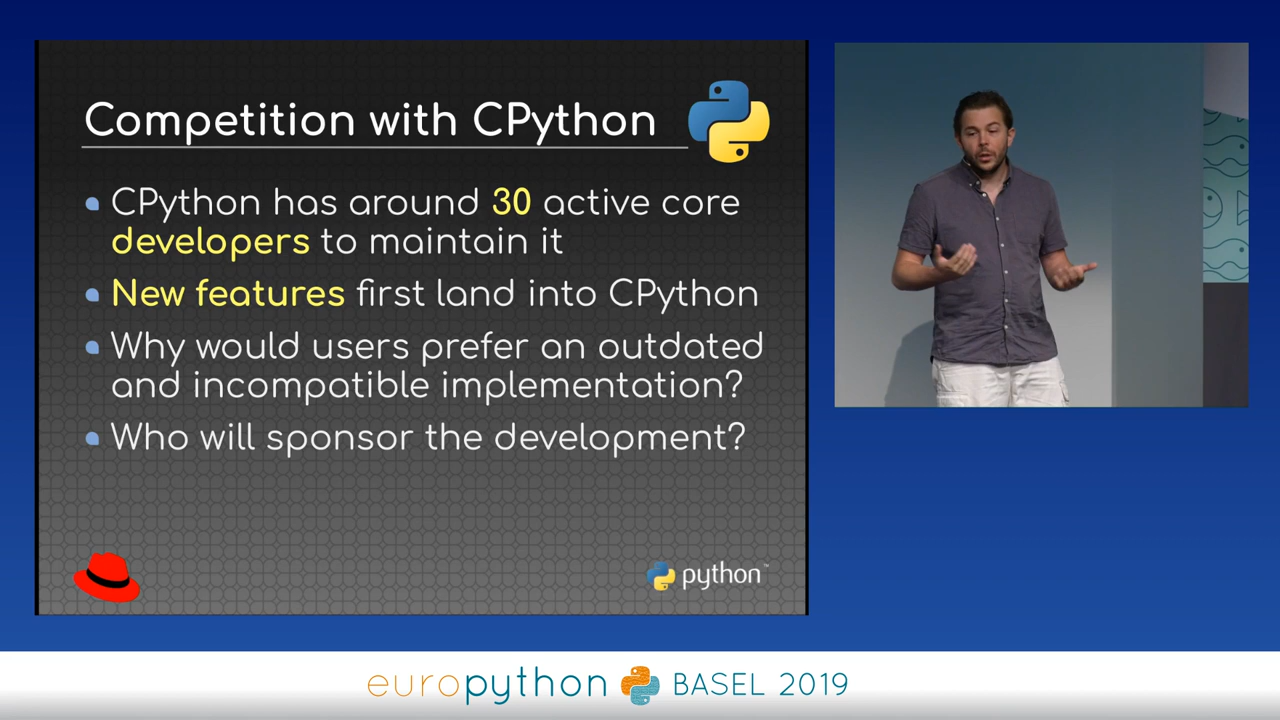 Competition with CPython
CPython has around 30 active core
developers to maintain it
New features first land into CPython
Why would users prefer an outdated
and incompatible implementation?
Who will sponsor the development?
python™
europython BASEL 2019